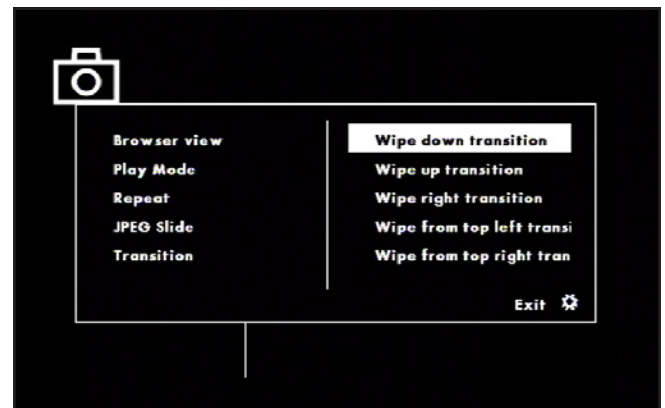 Browser view
Play Mode
Repeat
JPEG Slide
Transition
Wipe down transition
Wipe up transition
Wipe right transition
Wipe from top left transi
Wipe from top right tran
Exit